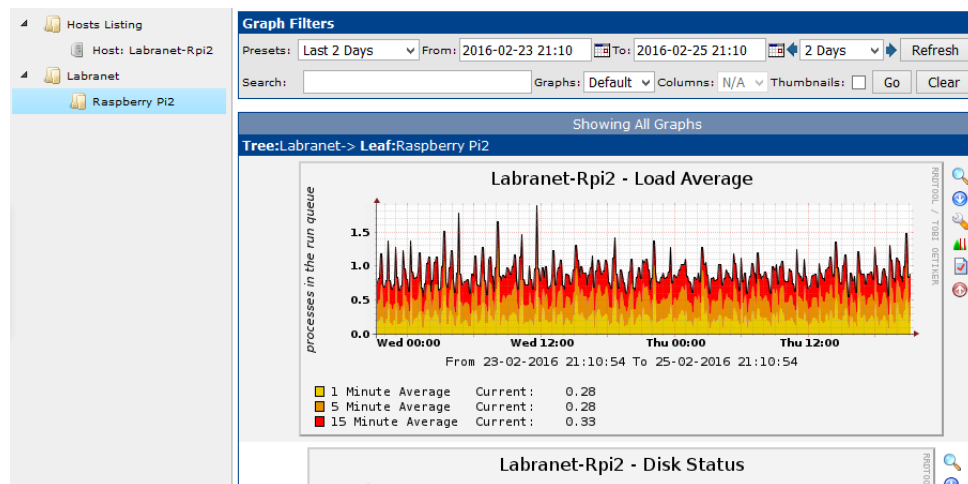 Hosts Listing
Host: Labranet-Rpi2
Labranet
Raspberry Pi2
Graph Filters
Presets: Last 2 Days From: 2016-02-23 21:10 To: 2016-02-25 21:10 2 Days Refresh
Search: Graphs: Default Columns: N/A Thumbnails: Go Clear
Showing All Graphs
Tree:Labranet-> Leaf:Raspberry Pi2
Labranet-Rpi2 - Load Average
RRDTOOL / TOBI OETIKER
processes in the run queue
1.5
1.0
0.5
0.0
Wed 00:00 Wed 12:00 Thu 00:00 Thu 12:00
From 23-02-2016 21:10:54 To 25-02-2016 21:10:54
1 Minute Average Current: 0.28
5 Minute Average Current: 0.28
15 Minute Average Current: 0.33
Labranet-Rpi2 - Disk Status